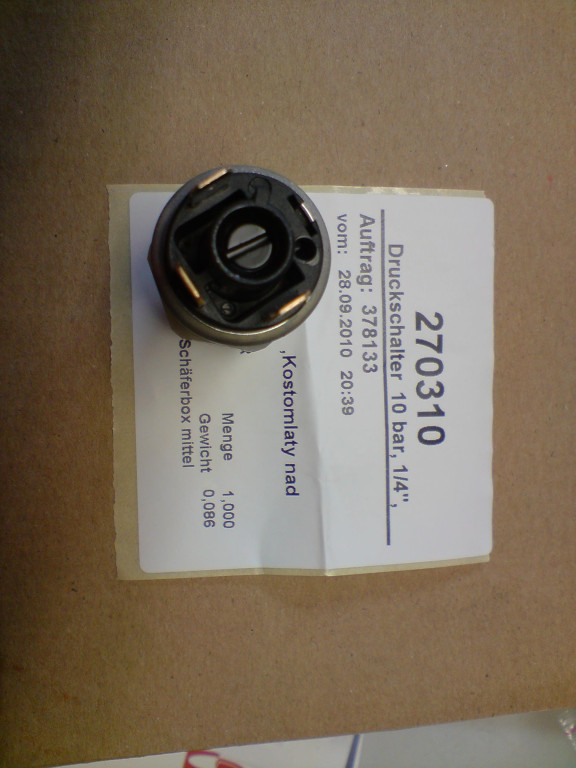 270310
Druckschalter 10 bar, 1/4",
Auftrag: 378133
vom: 28.09.2010 20:39
,Kostomlaty nad
Menge 1,000
Gewicht 0,086
Schäferbox mittel